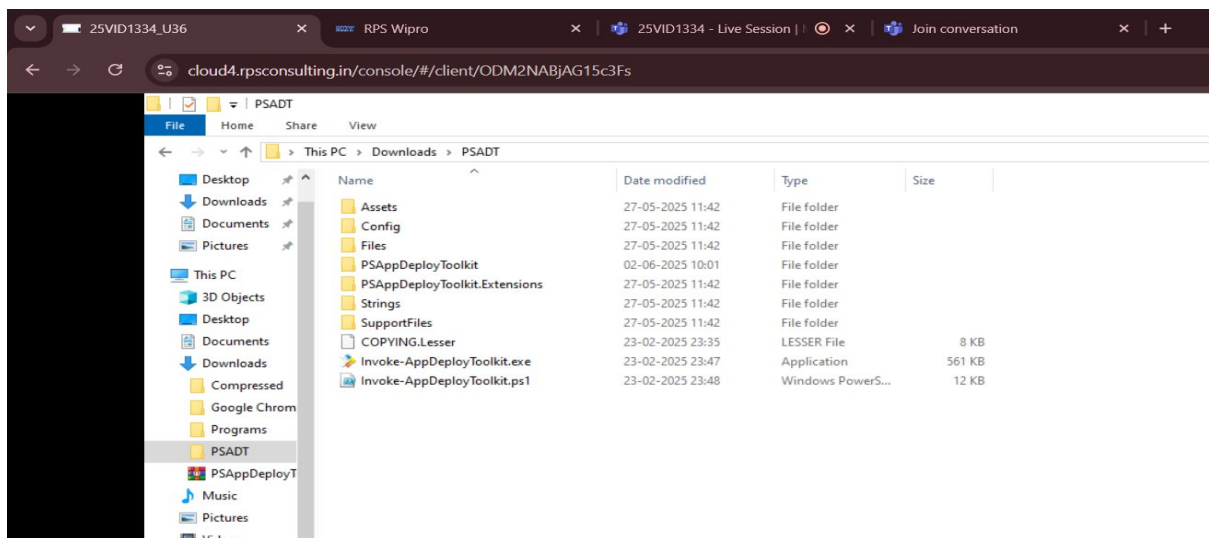 25VID1334_U36 RPS Wipro 25VID1334 - Live Session | Join conversation
cloud4.rpsconsulting.in/console/#/client/ODM2NABjAG15c3Fs
PSADT
File Home Share View
This PC > Downloads > PSADT
Desktop
Downloads
Documents
Pictures
This PC
3D Objects
Desktop
Documents
Downloads
Compressed
Google Chrom
Programs
PSADT
PSAppDeployT
Music
Pictures
Name Date modified Type Size
Assets 27-05-2025 11:42 File folder
Config 27-05-2025 11:42 File folder
Files 27-05-2025 11:42 File folder
PSAppDeployToolkit 02-06-2025 10:01 File folder
PSAppDeployToolkit.Extensions 27-05-2025 11:42 File folder
Strings 27-05-2025 11:42 File folder
SupportFiles 27-05-2025 11:42 File folder
COPYING.Lesser 23-02-2025 23:35 LESSER File 8 KB
Invoke-AppDeployToolkit.exe 23-02-2025 23:47 Application 561 KB
Invoke-AppDeployToolkit.ps1 23-02-2025 23:48 Windows PowerS... 12 KB